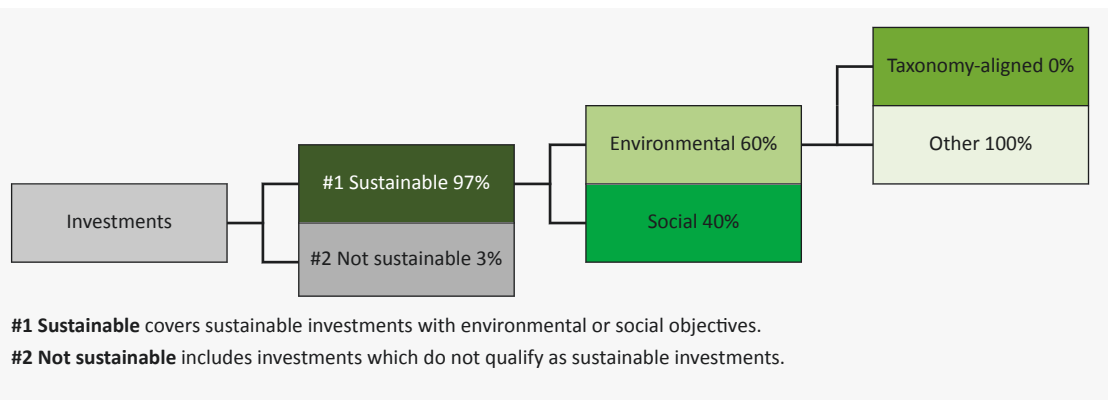 Taxonomy-aligned 0%
Environmental 60%
Other 100%
#1 Sustainable 97%
Investments
Social 40%
#2 Not sustainable 3%
#1 Sustainable covers sustainable investments with environmental or social objectives.
#2 Not sustainable includes investments which do not qualify as sustainable investments.